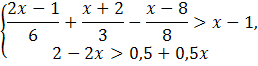 { (2x − 1)/6 + (x + 2)/3 − (x − 8)/8 > x − 1,
2 − 2x > 0,5 + 0,5x